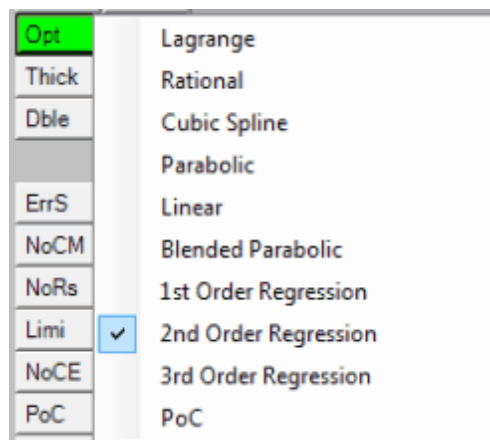 Opt
Thick
Dble
ErrS
NoCM
NoRs
Limi
NoCE
PoC
Lagrange
Rational
Cubic Spline
Parabolic
Linear
Blended Parabolic
1st Order Regression
2nd Order Regression
3rd Order Regression
PoC